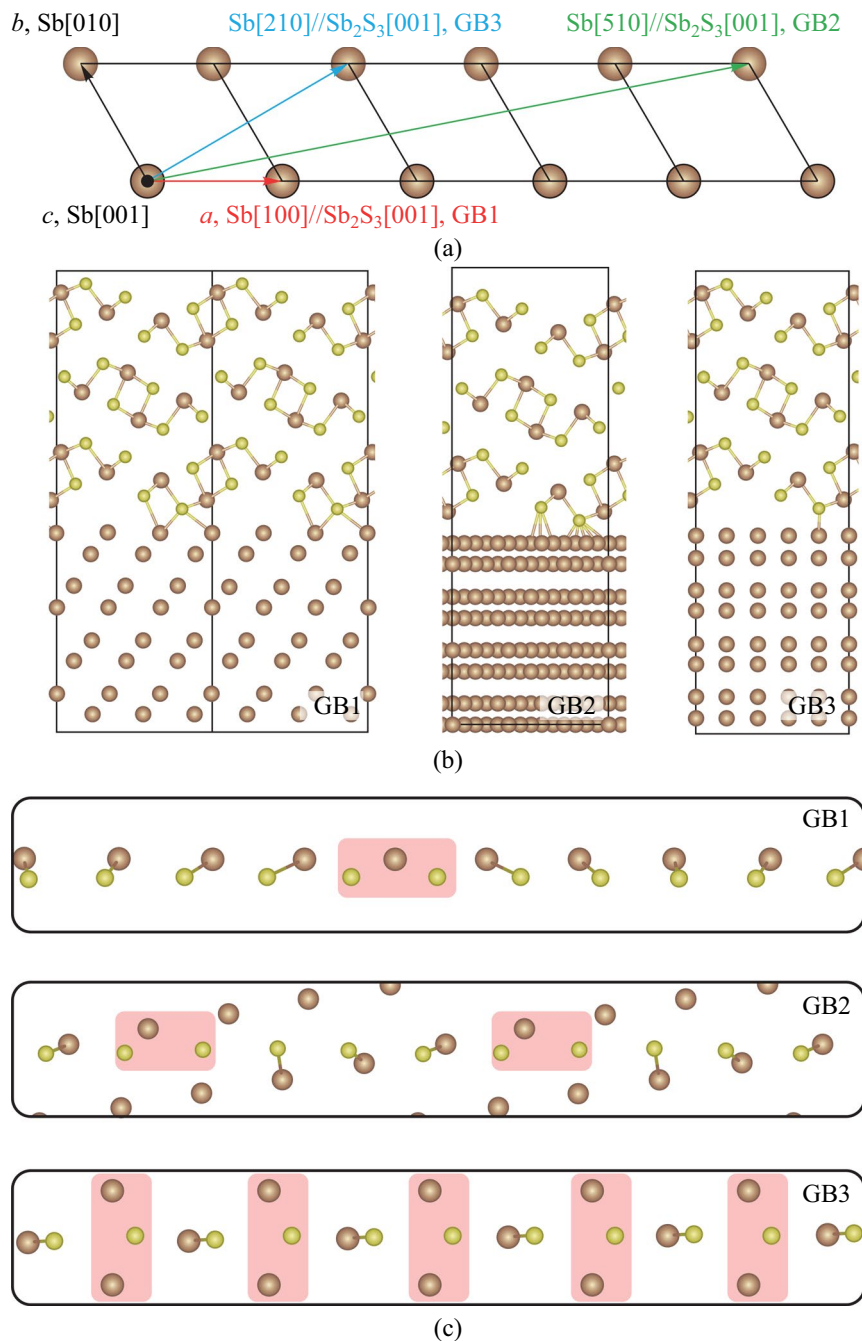 b, Sb[010] Sb[210]//Sb₂S₃[001], GB3 Sb[510]//Sb₂S₃[001], GB2
c, Sb[001] a, Sb[100]//Sb₂S₃[001], GB1
(a)
GB1 GB2 GB3
(b)
GB1
GB2
GB3
(c)